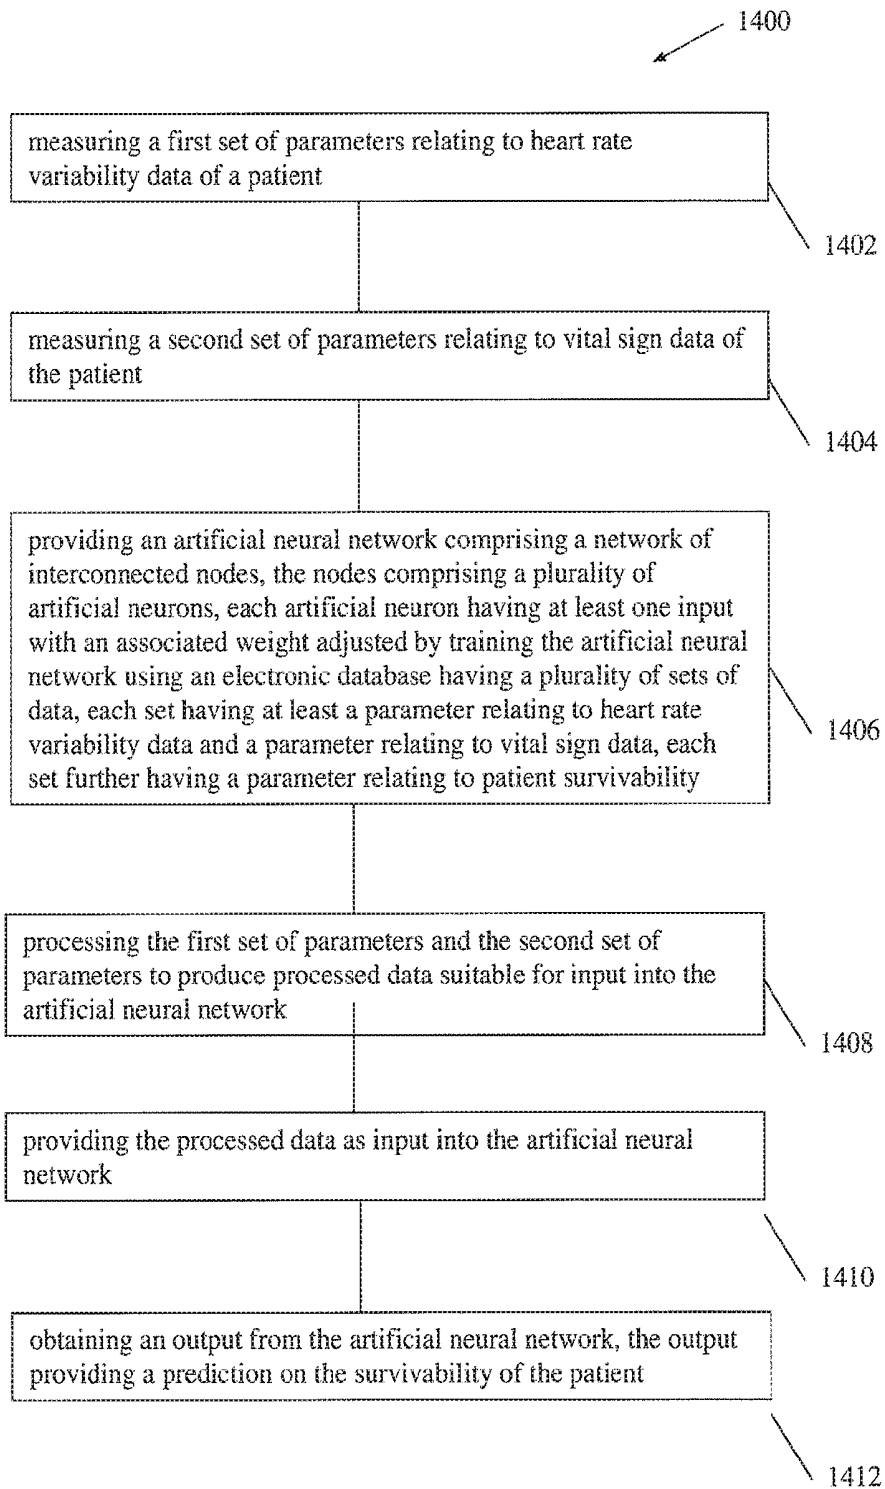 1400
measuring a first set of parameters relating to heart rate
variability data of a patient
1402
measuring a second set of parameters relating to vital sign data of
the patient
1404
providing an artificial neural network comprising a network of
interconnected nodes, the nodes comprising a plurality of
artificial neurons, each artificial neuron having at least one input
with an associated weight adjusted by training the artificial neural
network using an electronic database having a plurality of sets of
data, each set having at least a parameter relating to heart rate
variability data and a parameter relating to vital sign data, each
set further having a parameter relating to patient survivability
1406
processing the first set of parameters and the second set of
parameters to produce processed data suitable for input into the
artificial neural network
1408
providing the processed data as input into the artificial neural
network
1410
obtaining an output from the artificial neural network, the output
providing a prediction on the survivability of the patient
1412